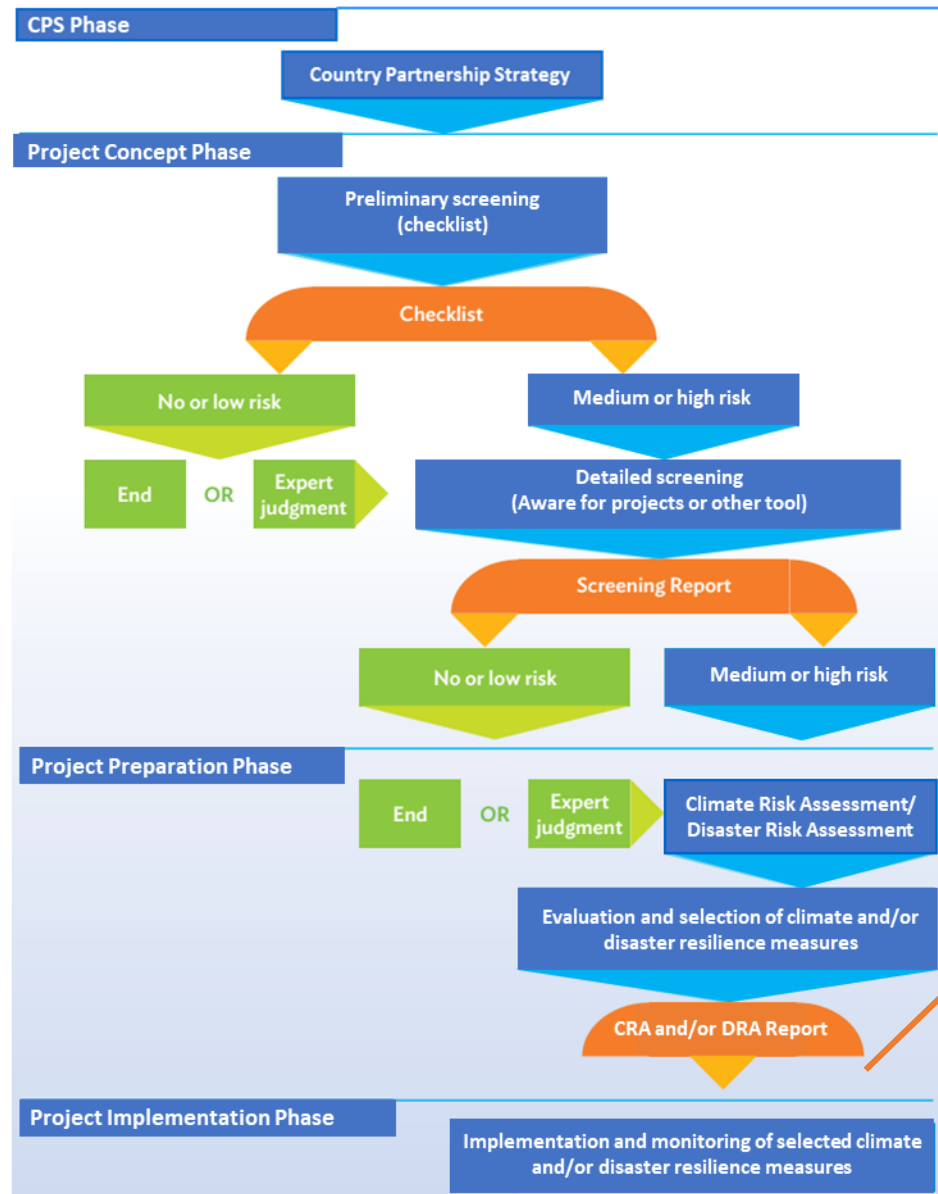 CPS Phase
Country Partnership Strategy
Project Concept Phase
Preliminary screening
(checklist)
Checklist
No or low risk
Medium or high risk
End
OR
Expert
judgment
Detailed screening
(Aware for projects or other tool)
Screening Report
No or low risk
Medium or high risk
Project Preparation Phase
End
OR
Expert
judgment
Climate Risk Assessment/
Disaster Risk Assessment
Evaluation and selection of climate and/or
disaster resilience measures
CRA and/or DRA Report
Project Implementation Phase
Implementation and monitoring of selected climate
and/or disaster resilience measures